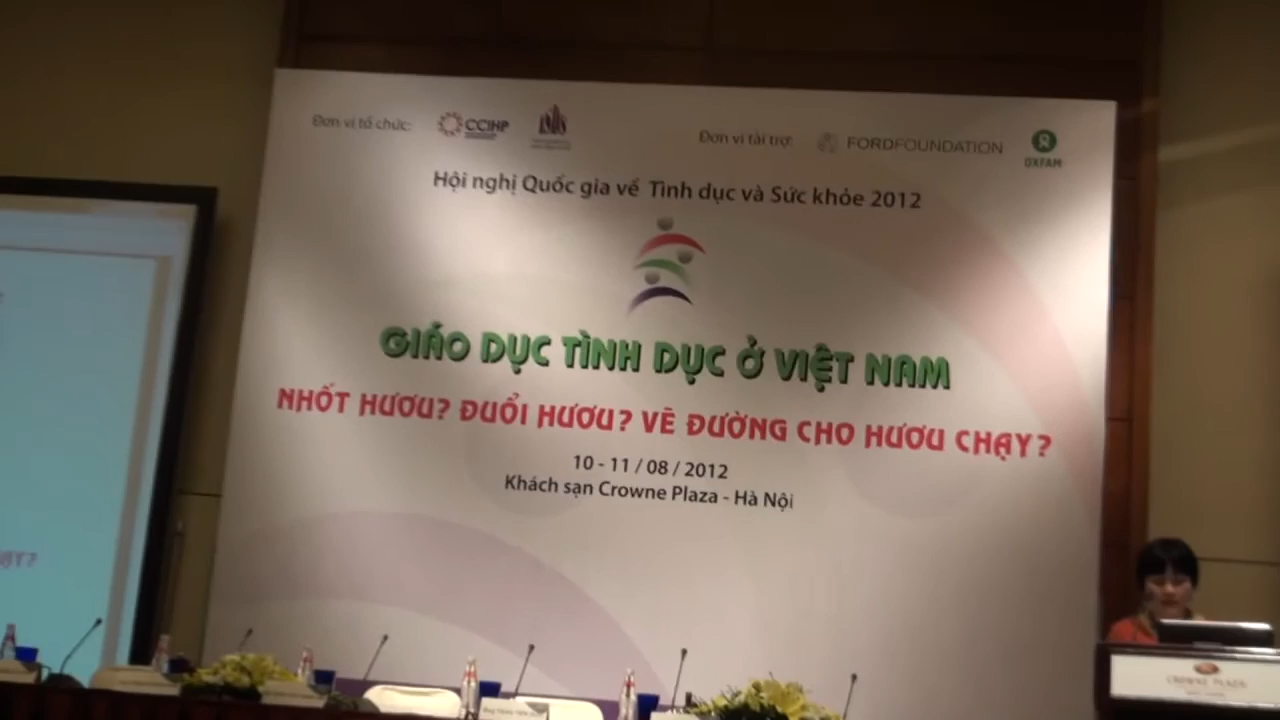 Đơn vị tổ chức:
CCIHP
Đơn vị tài trợ:
FORDFOUNDATION
OXFAM
Hội nghị Quốc gia về Tình dục và Sức khỏe 2012
GIÁO DỤC TÌNH DỤC Ở VIỆT NAM
NHỐT HƯƠU? ĐUỔI HƯƠU? VẼ ĐƯỜNG CHO HƯƠU CHẠY?
10 - 11 / 08 / 2012
Khách sạn Crowne Plaza - Hà Nội
CROWNE PLAZA